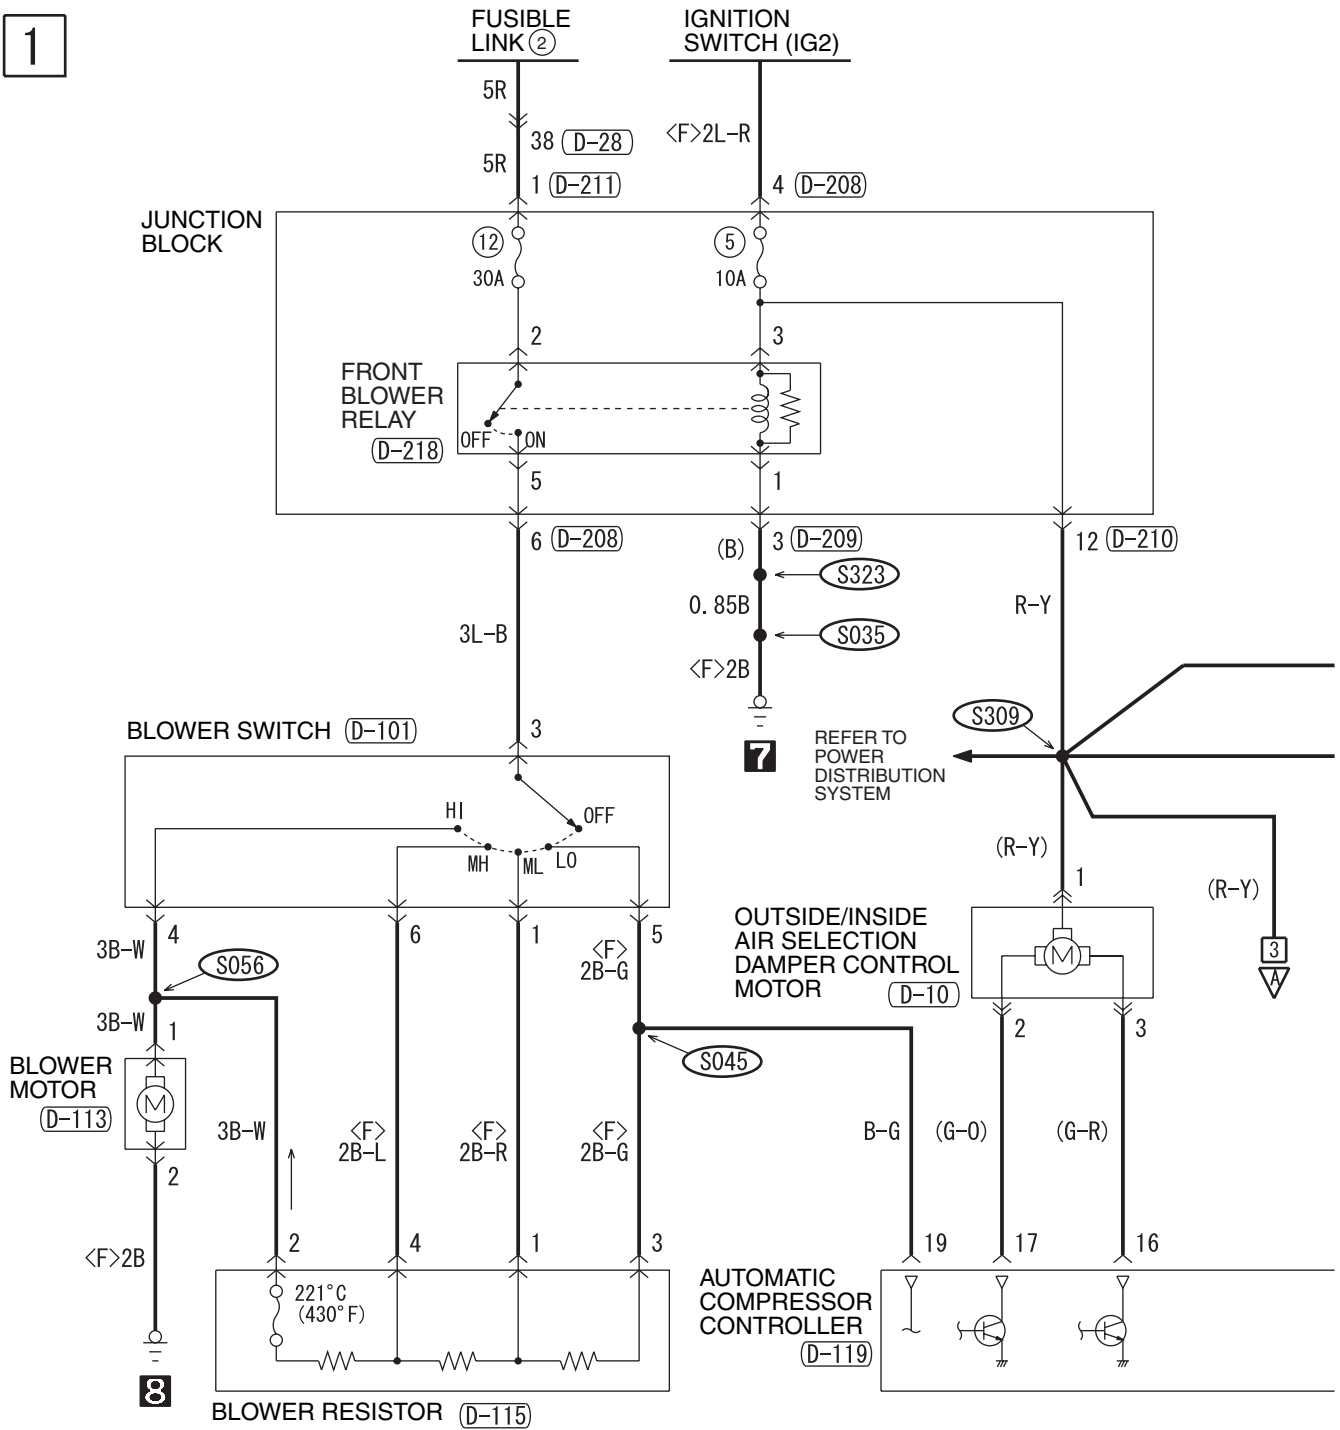 1
FUSIBLE
LINK ②
IGNITION
SWITCH (IG2)
5R
38 D-28
<F>2L-R
5R
1 D-211
4 D-208
JUNCTION
BLOCK
12
30A
5
10A
2
3
FRONT
BLOWER
RELAY
D-218
OFF
ON
5
1
6 D-208
(B)
3 D-209
12 D-210
S323
0.85B
R-Y
3L-B
S035
<F>2B
7
S309
REFER TO
POWER
DISTRIBUTION
SYSTEM
BLOWER SWITCH D-101
3
HI
OFF
MH
ML
LO
(R-Y)
1
(R-Y)
4
6
1
<F>
2B-G
5
3B-W
S056
OUTSIDE/INSIDE
AIR SELECTION
DAMPER CONTROL
MOTOR D-10
M
3
A
3B-W
1
2
3
S045
BLOWER
MOTOR
D-113
M
3B-W
<F>
2B-L
<F>
2B-R
<F>
2B-G
B-G
(G-O)
(G-R)
2
<F>2B
2
4
1
3
19
17
16
221°C
(430°F)
AUTOMATIC
COMPRESSOR
CONTROLLER
D-119
8
BLOWER RESISTOR D-115